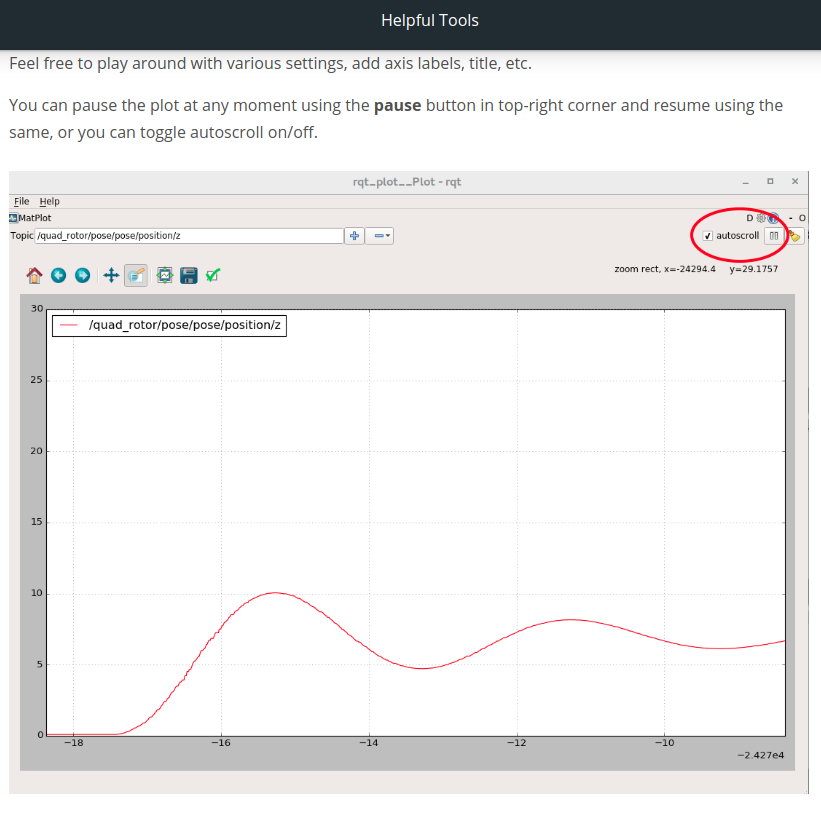 Helpful Tools
Feel free to play around with various settings, add axis labels, title, etc.
You can pause the plot at any moment using the pause button in top-right corner and resume using the
same, or you can toggle autoscroll on/off.
rqt_plot__Plot - rqt
File Help
MatPlot
D - O
Topic /quad_rotor/pose/pose/position/z
autoscroll
zoom rect, x=-24294.4 y=29.1757
/quad_rotor/pose/pose/position/z
30
25
20
15
10
5
0
−18 −16 −14 −12 −10
−2.427e4